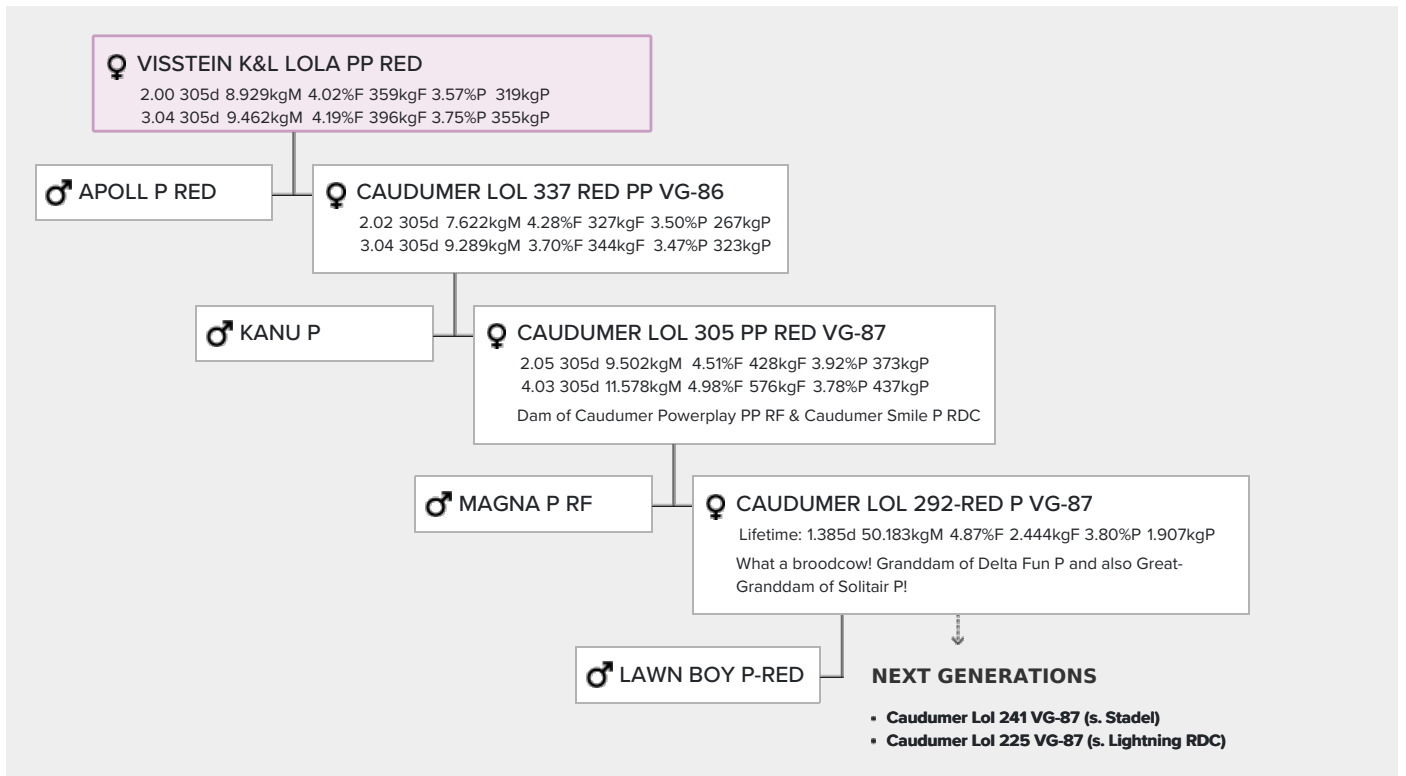 VISSTEIN K&L LOLA PP RED
2.00 305d 8.929kgM 4.02%F 359kgF 3.57%P 319kgP
3.04 305d 9.462kgM 4.19%F 396kgF 3.75%P 355kgP
APOLL P RED
CAUDUMER LOL 337 RED PP VG-86
2.02 305d 7.622kgM 4.28%F 327kgF 3.50%P 267kgP
3.04 305d 9.289kgM 3.70%F 344kgF 3.47%P 323kgP
KANU P
CAUDUMER LOL 305 PP RED VG-87
2.05 305d 9.502kgM 4.51%F 428kgF 3.92%P 373kgP
4.03 305d 11.578kgM 4.98%F 576kgF 3.78%P 437kgP
Dam of Caudumer Powerplay PP RF & Caudumer Smile P RDC
MAGNA P RF
CAUDUMER LOL 292-RED P VG-87
Lifetime: 1.385d 50.183kgM 4.87%F 2.444kgF 3.80%P 1.907kgP
What a broodcow! Granddam of Delta Fun P and also Great-
Granddam of Solitair P!
LAWN BOY P-RED
NEXT GENERATIONS
• Caudumer Lol 241 VG-87 (s. Stadel)
• Caudumer Lol 225 VG-87 (s. Lightning RDC)